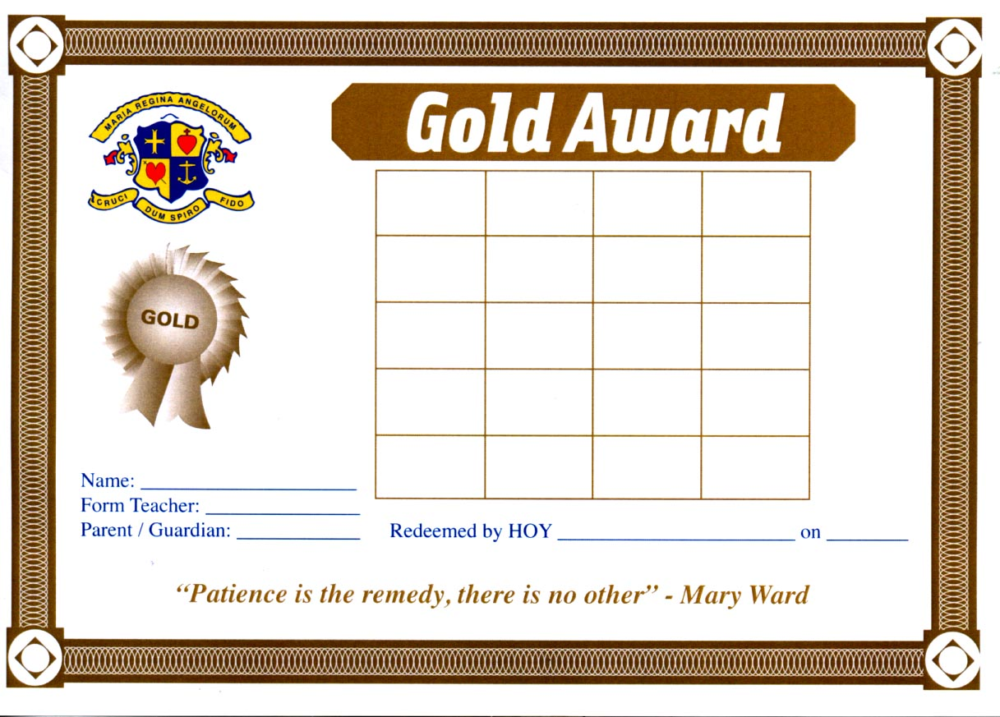 MARIA REGINA ANGELORUM
CRUCI DUM SPIRO FIDO
Gold Award
GOLD
Name: ____________________
Form Teacher: ______________
Parent / Guardian: ___________
Redeemed by HOY ______________________ on ________
“Patience is the remedy, there is no other” - Mary Ward